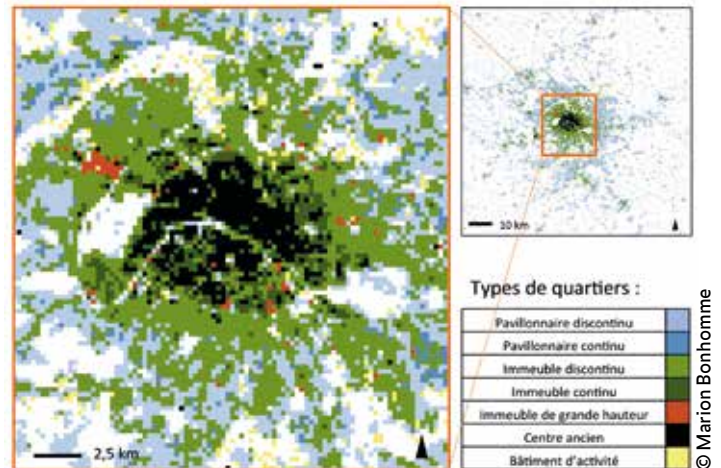 2,5 km
10 km
Types de quartiers :
Pavillonnaire discontinu
Pavillonnaire continu
Immeuble discontinu
Immeuble continu
Immeuble de grande hauteur
Centre ancien
Bâtiment d'activité
© Marion Bonhomme